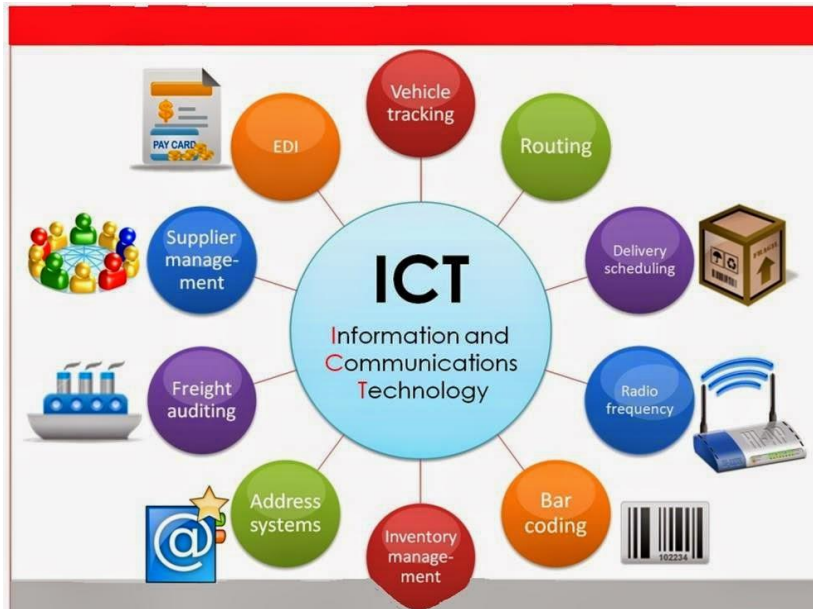 ICT
Information and
Communications
Technology
Vehicle
tracking
Routing
Delivery
scheduling
Radio
frequency
Bar
coding
Inventory
manage-
ment
Address
systems
Freight
auditing
Supplier
manage-
ment
EDI
PAY CARD
$
FRAGILE
@
102234